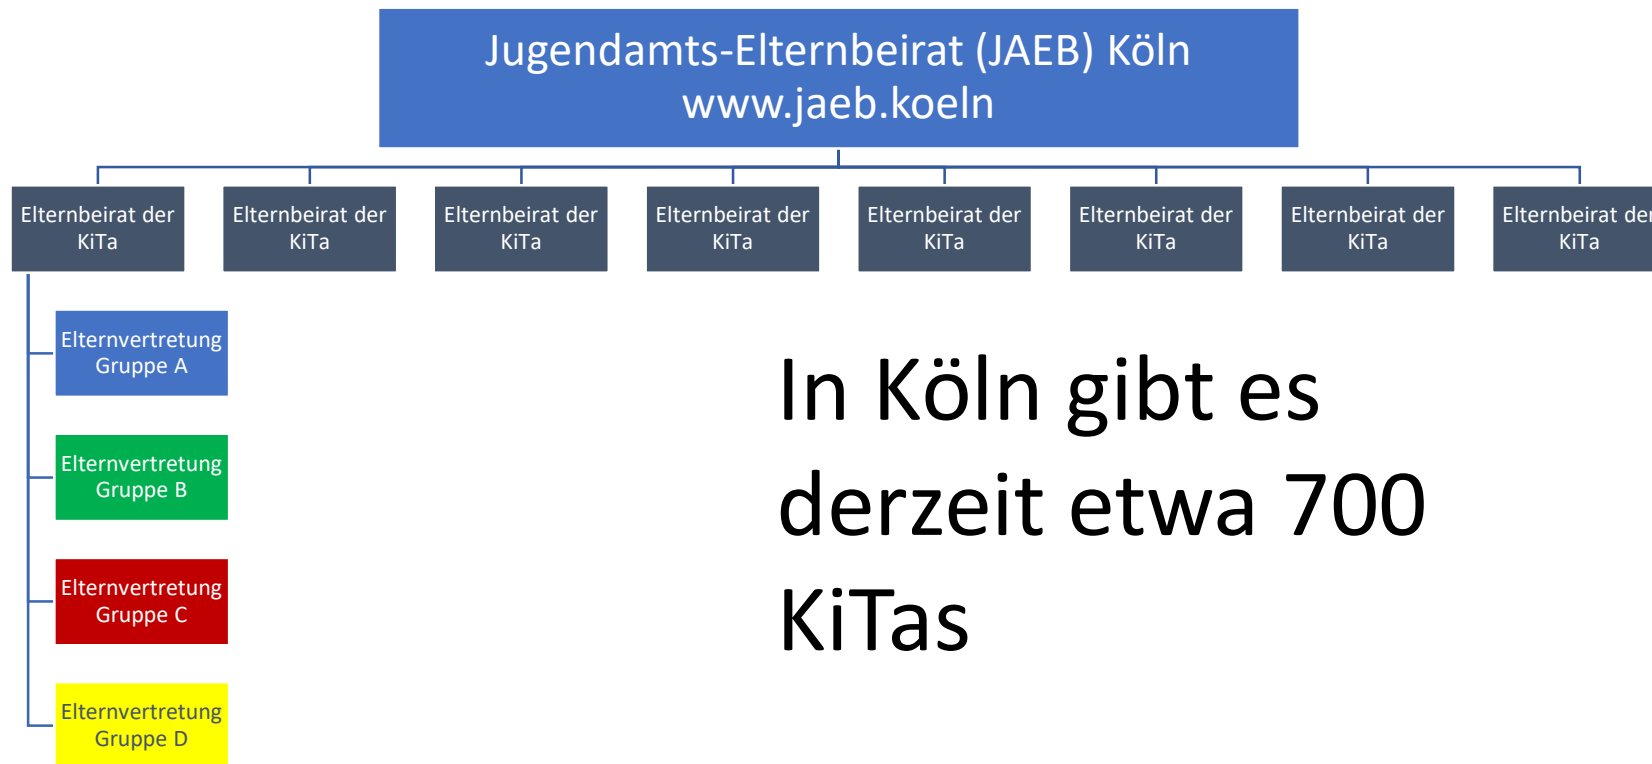 Jugendamts-Elternbeirat (JAEB) Köln
www.jaeb.koeln
Elternbeirat der
KiTa
Elternbeirat der
KiTa
Elternbeirat der
KiTa
Elternbeirat der
KiTa
Elternbeirat der
KiTa
Elternbeirat der
KiTa
Elternbeirat der
KiTa
Elternbeirat der
KiTa
Elternvertretung
Gruppe A
Elternvertretung
Gruppe B
Elternvertretung
Gruppe C
Elternvertretung
Gruppe D
In Köln gibt es
derzeit etwa 700
KiTas